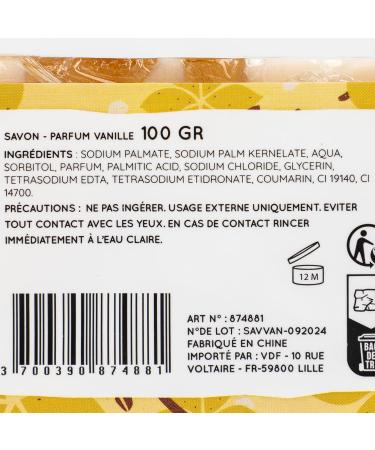 SAVON - PARFUM VANILLE 100 GR
INGRÉDIENTS : SODIUM PALMATE, SODIUM PALM KERNELATE, AQUA,
SORBITOL, PARFUM, PALMITIC ACID, SODIUM CHLORIDE, GLYCERIN,
TETRASODIUM EDTA, TETRASODIUM ETIDRONATE, COUMARIN, CI 19140, CI
14700.
PRÉCAUTIONS : NE PAS INGÉRER. USAGE EXTERNE UNIQUEMENT. EVITER
TOUT CONTACT AVEC LES YEUX. EN CAS DE CONTACT RINCER
IMMÉDIATEMENT À L'EAU CLAIRE.
12 M
ART N° : 874881
N°DE LOT : SAVVAN-092024
FABRIQUÉ EN CHINE
IMPORTÉ PAR : VDF - 10 RUE
VOLTAIRE - FR-59800 LILLE
3 700390 874881
BAC
DE
TR